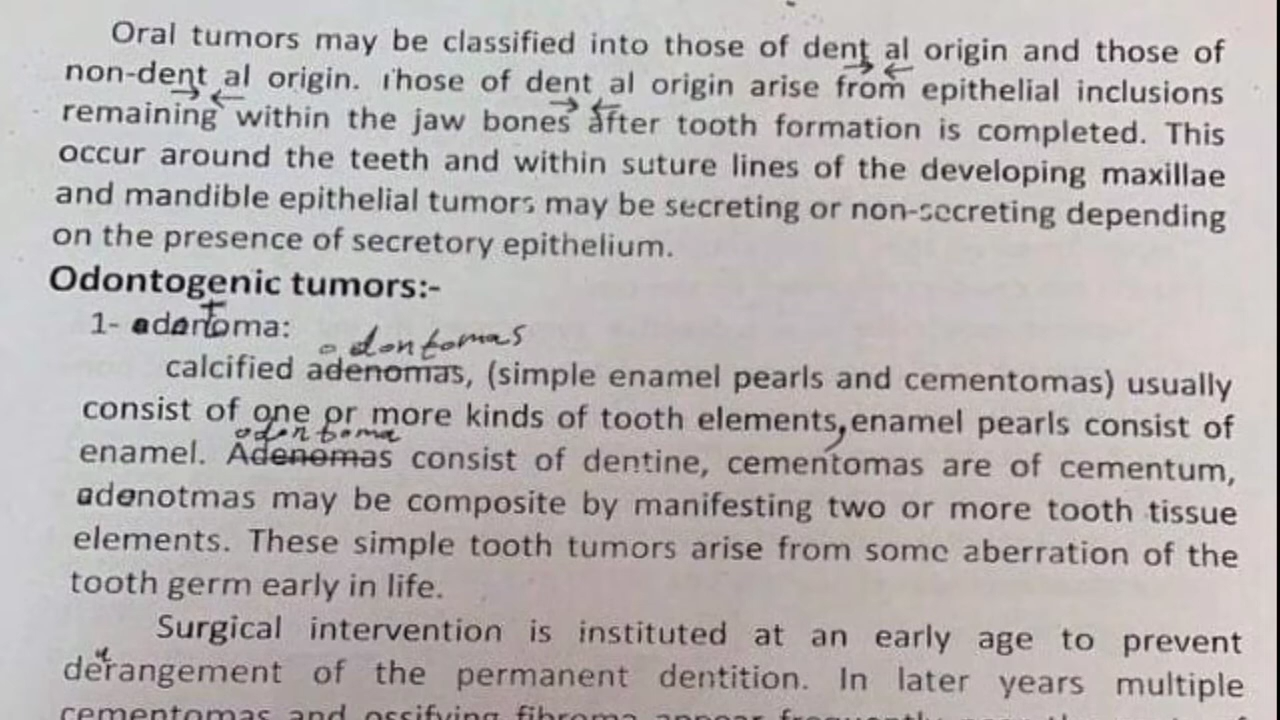 Oral tumors may be classified into those of dent al origin and those of
non-dent al origin. Those of dent al origin arise from epithelial inclusions
remaining within the jaw bones after tooth formation is completed. This
occur around the teeth and within suture lines of the developing maxillae
and mandible epithelial tumors may be secreting or non-secreting depending
on the presence of secretory epithelium.
Odontogenic tumors:-
1- odontoma:
odontomas
calcified adenomas, (simple enamel pearls and cementomas) usually
consist of one or more kinds of tooth elements, enamel pearls consist of
odontoma
enamel. Adenomas consist of dentine, cementomas are of cementum,
adenotmas may be composite by manifesting two or more tooth tissue
elements. These simple tooth tumors arise from some aberration of the
tooth germ early in life.
Surgical intervention is instituted at an early age to prevent
derangement of the permanent dentition. In later years multiple
cementomas and ossifying fibroma appear frequently